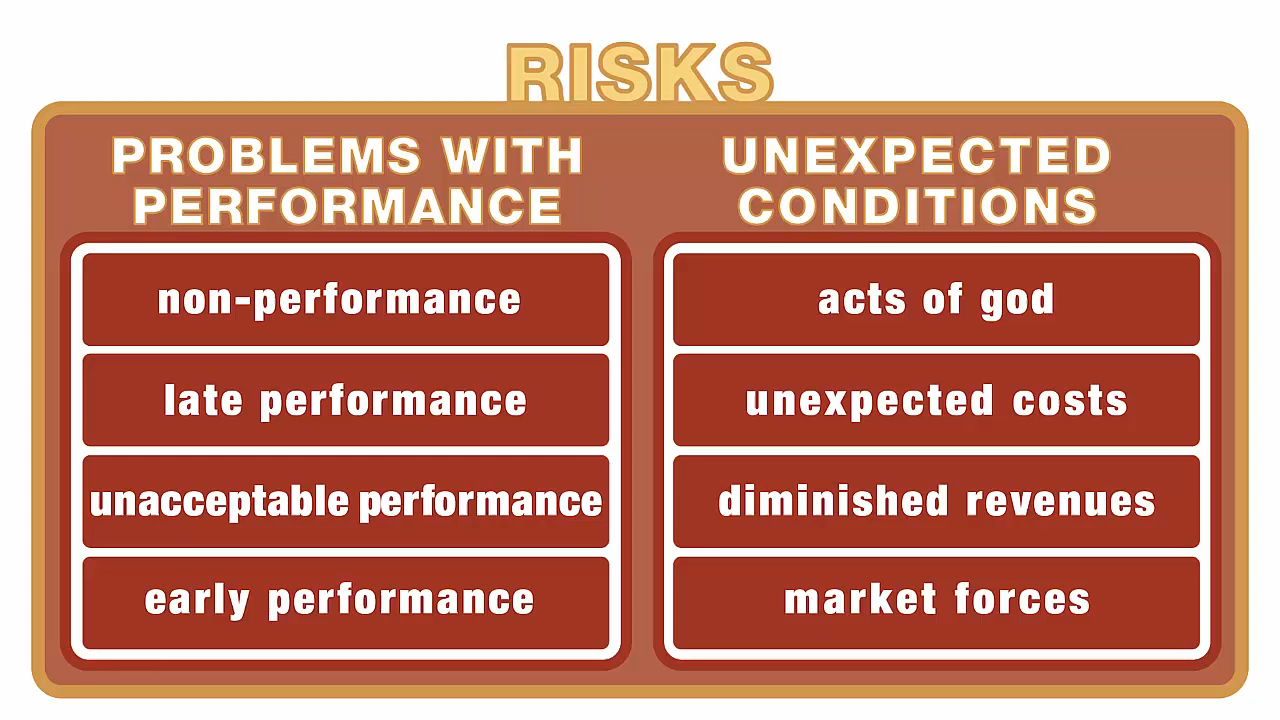 RISKS
PROBLEMS WITH
PERFORMANCE
non-performance
late performance
unacceptable performance
early performance
UNEXPECTED
CONDITIONS
acts of god
unexpected costs
diminished revenues
market forces